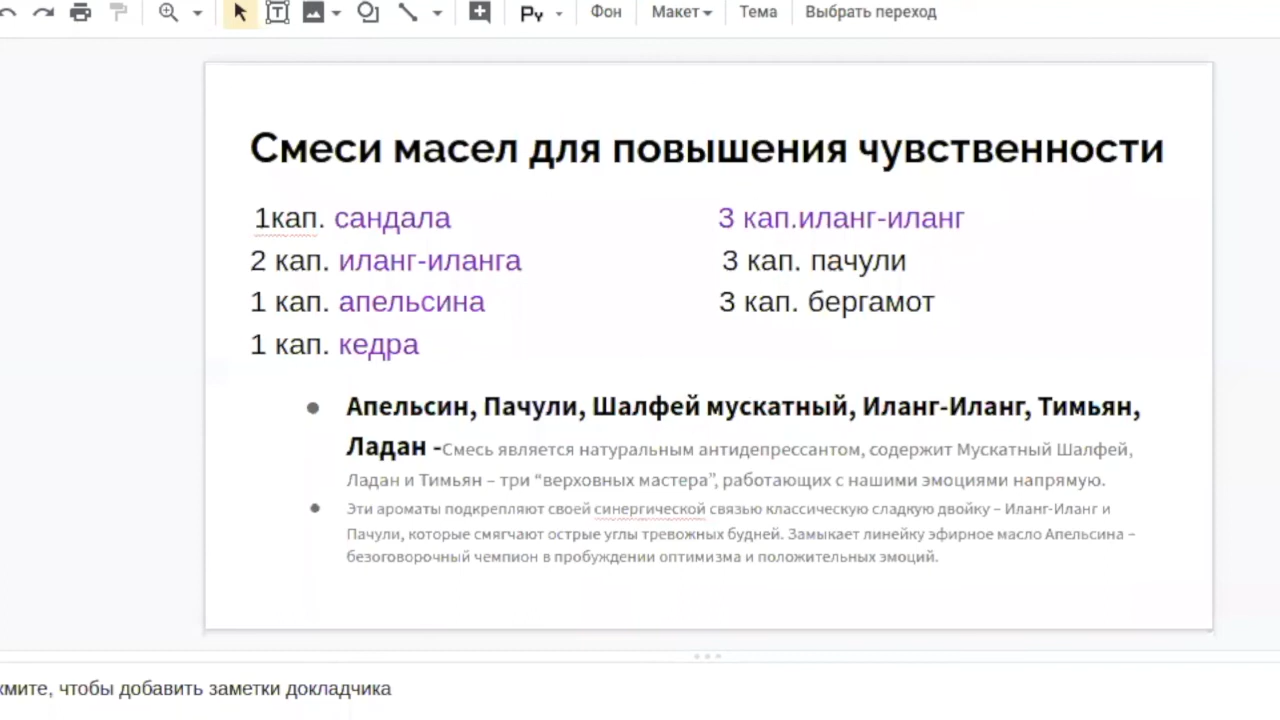 Фон
Макет
Тема
Выбрать переход
Смеси масел для повышения чувственности
1кап. сандала
2 кап. иланг-иланга
1 кап. апельсина
1 кап. кедра
3 кап.иланг-иланг
3 кап. пачули
3 кап. бергамот
Апельсин, Пачули, Шалфей мускатный, Иланг-Иланг, Тимьян,
Ладан -Смесь является натуральным антидепрессантом, содержит Мускатный Шалфей,
Ладан и Тимьян – три “верховных мастера”, работающих с нашими эмоциями напрямую.
Эти ароматы подкрепляют своей синергической связью классическую сладкую двойку – Иланг-Иланг и
Пачули, которые смягчают острые углы тревожных будней. Замыкает линейку эфирное масло Апельсина –
безоговорочный чемпион в пробуждении оптимизма и положительных эмоций.
жмите, чтобы добавить заметки докладчика